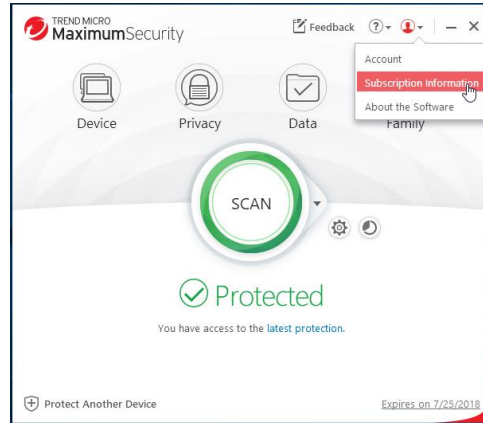 TREND MICRO
MaximumSecurity
Feedback
?
Account
Subscription Information
About the Software
Device
Privacy
Data
Family
SCAN
Protected
You have access to the latest protection.
Protect Another Device
Expires on 7/25/2018